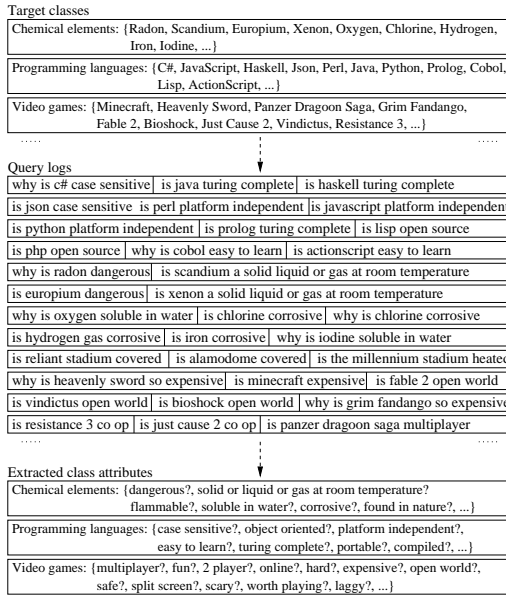 Target classes
Chemical elements: {Radon, Scandium, Europium, Xenon, Oxygen, Chlorine, Hydrogen,
Iron, Iodine, ...}
Programming languages: {C#, JavaScript, Haskell, Json, Perl, Java, Python, Prolog, Cobol,
Lisp, ActionScript, ...}
Video games: {Minecraft, Heavenly Sword, Panzer Dragoon Saga, Grim Fandango,
Fable 2, Bioshock, Just Cause 2, Vindictus, Resistance 3, ...}
.....
Query logs
why is c# case sensitive is java turing complete is haskell turing complete
is json case sensitive is perl platform independent is javascript platform independent
is python platform independent is prolog turing complete is lisp open source
is php open source why is cobol easy to learn is actionscript easy to learn
why is radon dangerous is scandium a solid liquid or gas at room temperature
is europium dangerous is xenon a solid liquid or gas at room temperature
why is oxygen soluble in water is chlorine corrosive why is chlorine corrosive
is hydrogen gas corrosive is iron corrosive why is iodine soluble in water
is reliant stadium covered is alamodome covered is the millennium stadium heated
why is heavenly sword so expensive is minecraft expensive is fable 2 open world
is vindictus open world is bioshock open world why is grim fandango so expensive
is resistance 3 co op is just cause 2 co op is panzer dragoon saga multiplayer
..... .....
Extracted class attributes
Chemical elements: {dangerous?, solid or liquid or gas at room temperature?
flammable?, soluble in water?, corrosive?, found in nature?, ...}
Programming languages: {case sensitive?, object oriented?, platform independent?,
easy to learn?, turing complete?, portable?, compiled?, ...}
Video games: {multiplayer?, fun?, 2 player?, online?, hard?, expensive?, open world?,
safe?, split screen?, scary?, worth playing?, laggy?, ...}